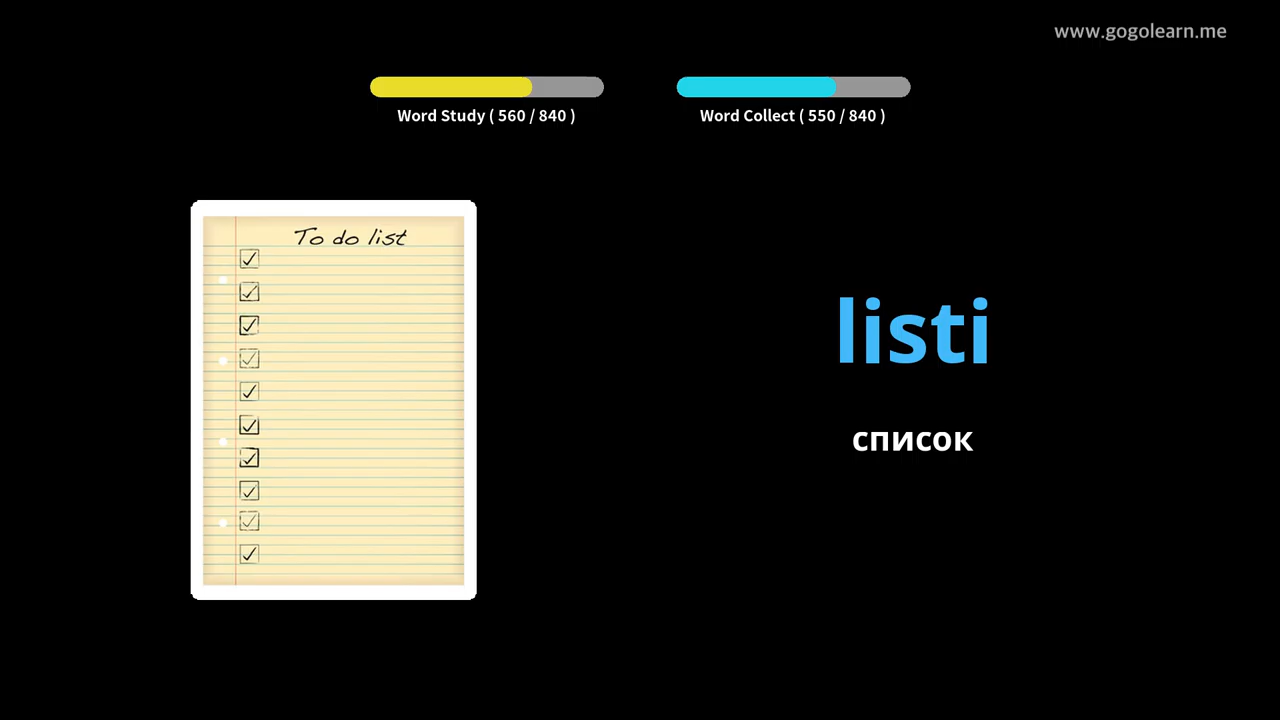 www.gogolearn.me
Word Study ( 560 / 840 )
Word Collect ( 550 / 840 )
To do list
listi
список